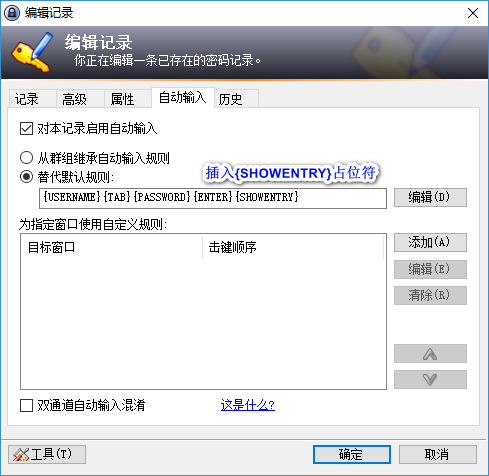 编辑记录
编辑记录
你正在编辑一条已存在的密码记录。
记录 高级 属性 自动输入 历史
对本记录启用自动输入
从群组继承自动输入规则
替代默认规则:
插入{SHOWENTRY}占位符
{USERNAME}{TAB}{PASSWORD}{ENTER}{SHOWENTRY}
编辑(D)
为指定窗口使用自定义规则:
目标窗口 击键顺序
添加(A)
编辑(E)
清除(R)
双通道自动输入混淆 这是什么?
工具(T) 确定 取消